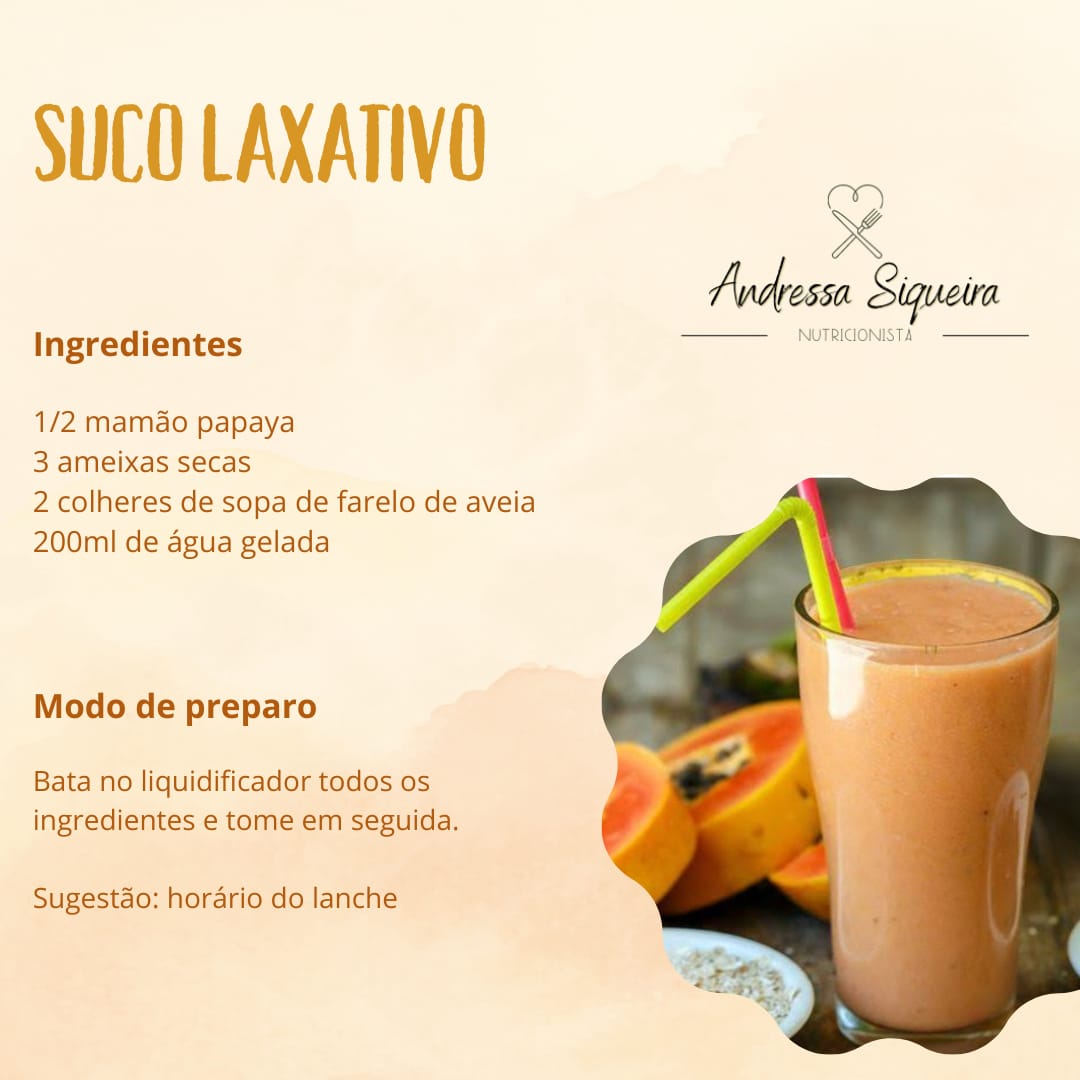 SUCO LAXATIVO
Andressa Siqueira
NUTRICIONISTA
Ingredientes
1/2 mamão papaya
3 ameixas secas
2 colheres de sopa de farelo de aveia
200ml de água gelada
Modo de preparo
Bata no liquidificador todos os
ingredientes e tome em seguida.
Sugestão: horário do lanche